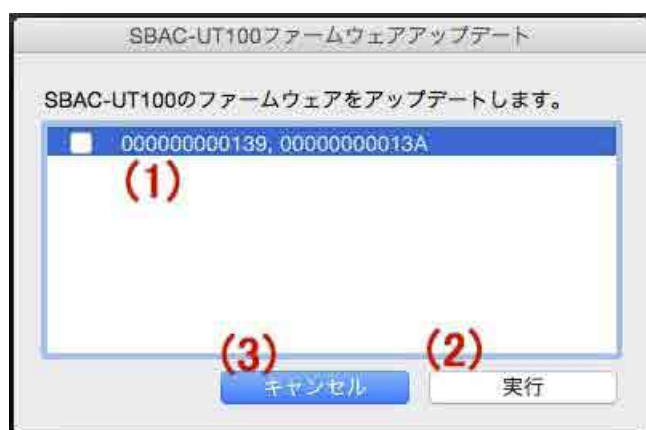 SBAC-UT100ファームウェアアップデート
SBAC-UT100のファームウェアをアップデートします。
000000000139, 00000000013A
(1)
(3)
(2)
キャンセル
実行